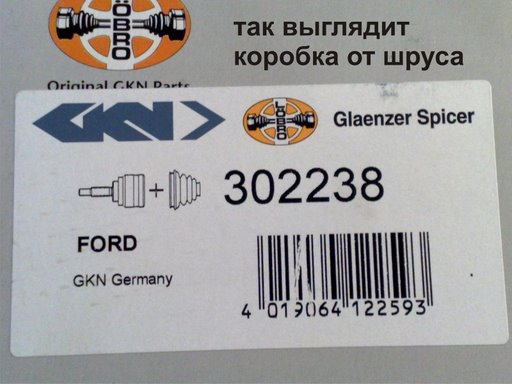 LÖBRO
так выглядит
коробка от шруса
Original GKN Parts
GKN
LÖBRO
Glaenzer Spicer
302238
FORD
GKN Germany
4 019064 122593